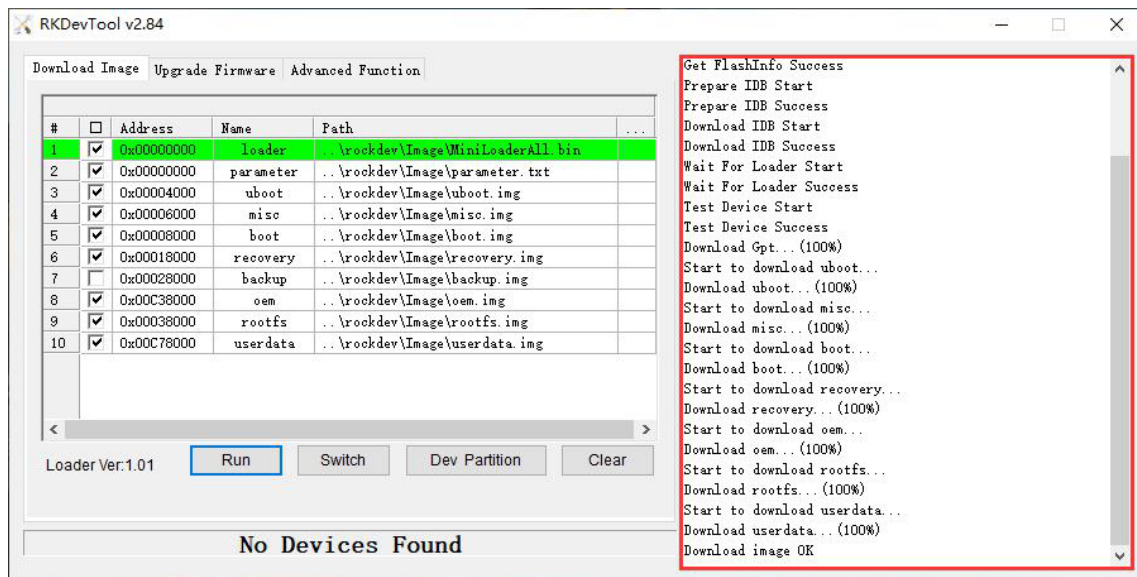 RKDevTool v2.84
Download Image Upgrade Firmware Advanced Function
# Address Name Path ...
1 0x00000000 loader ..\rockdev\Image\MiniLoaderAll.bin
2 0x00000000 parameter ..\rockdev\Image\parameter.txt
3 0x00004000 uboot ..\rockdev\Image\uboot.img
4 0x00006000 misc ..\rockdev\Image\misc.img
5 0x00008000 boot ..\rockdev\Image\boot.img
6 0x00018000 recovery ..\rockdev\Image\recovery.img
7 0x00028000 backup ..\rockdev\Image\backup.img
8 0x00C38000 oem ..\rockdev\Image\oem.img
9 0x00038000 rootfs ..\rockdev\Image\rootfs.img
10 0x00C78000 userdata ..\rockdev\Image\userdata.img
Loader Ver:1.01 Run Switch Dev Partition Clear
No Devices Found
Get FlashInfo Success
Prepare IDB Start
Prepare IDB Success
Download IDB Start
Download IDB Success
Wait For Loader Start
Wait For Loader Success
Test Device Start
Test Device Success
Download Gpt...(100%)
Start to download uboot...
Download uboot...(100%)
Start to download misc...
Download misc...(100%)
Start to download boot...
Download boot...(100%)
Start to download recovery...
Download recovery...(100%)
Start to download oem...
Download oem...(100%)
Start to download rootfs...
Download rootfs...(100%)
Start to download userdata...
Download userdata...(100%)
Download image OK